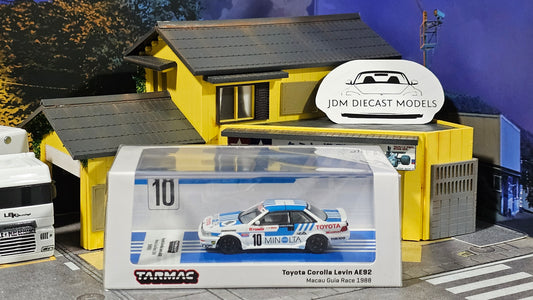 JDM DIECAST MODELS
10
10
MINOLTA
TOYOTA
TARMAC
Toyota Corolla Levin AE92
Macau Guia Race 1988